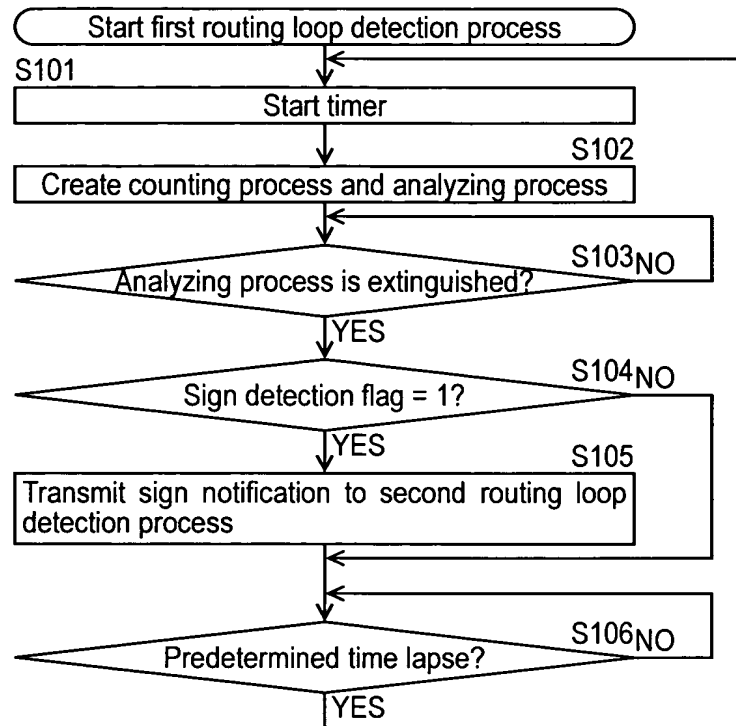 Start first routing loop detection process
S101
Start timer
S102
Create counting process and analyzing process
S103 NO
Analyzing process is extinguished?
YES
S104 NO
Sign detection flag = 1?
YES
S105
Transmit sign notification to second routing loop
detection process
S106 NO
Predetermined time lapse?
YES